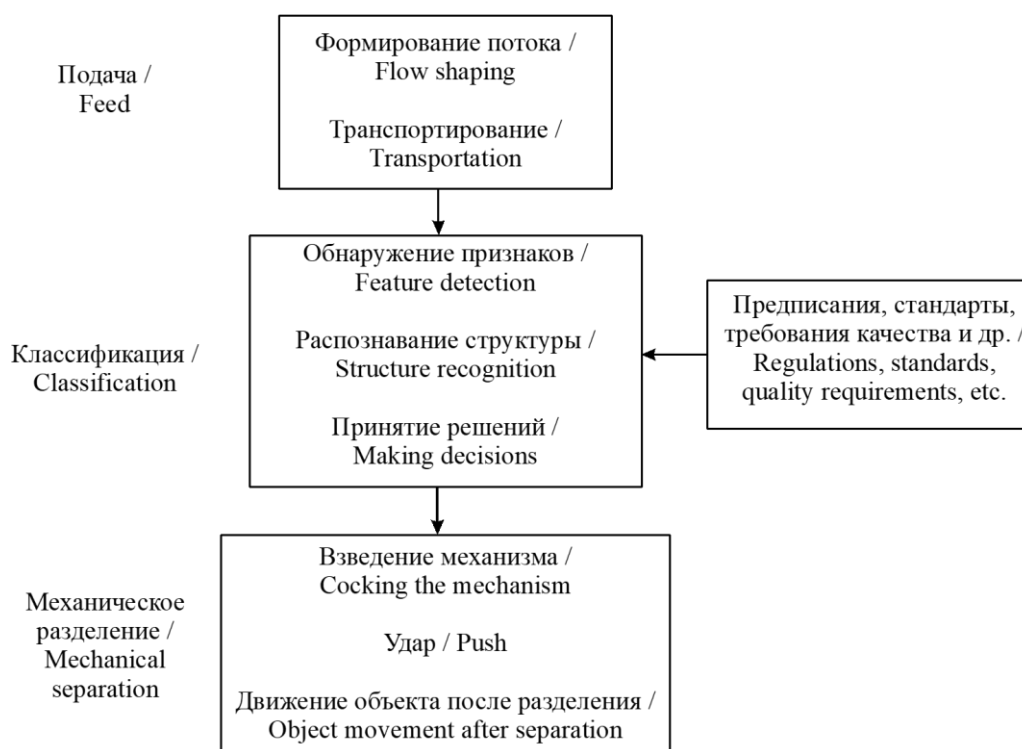 Подача /
Feed
Формирование потока /
Flow shaping
Транспортирование /
Transportation
Классификация /
Classification
Обнаружение признаков /
Feature detection
Распознавание структуры /
Structure recognition
Принятие решений /
Making decisions
Предписания, стандарты,
требования качества и др. /
Regulations, standards,
quality requirements, etc.
Механическое
разделение /
Mechanical
separation
Взведение механизма /
Cocking the mechanism
Удар / Push
Движение объекта после разделения /
Object movement after separation